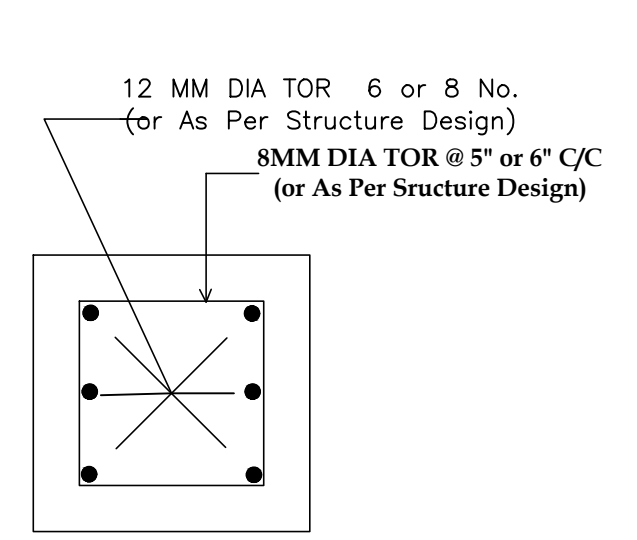 12 MM DIA TOR 6 or 8 No.
(or As Per Structure Design)
8MM DIA TOR @ 5" or 6" C/C
(or As Per Sructure Design)